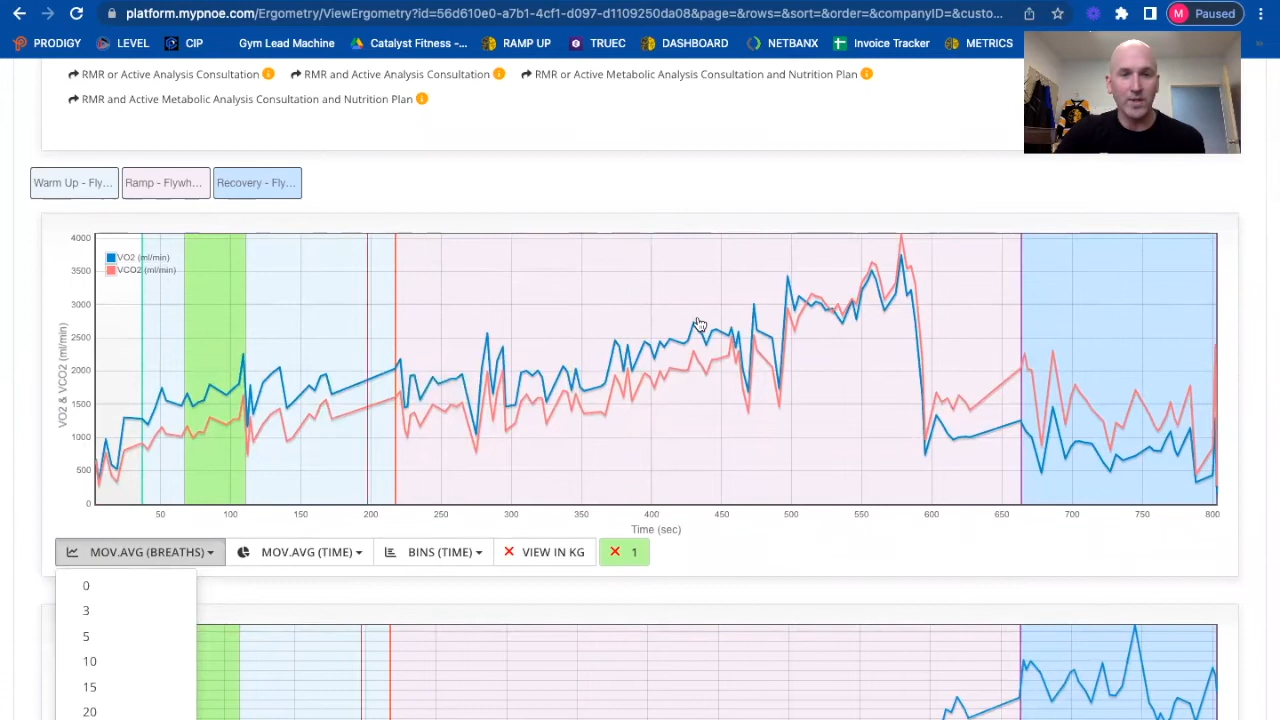 platform.mypnoe.com/Ergometry/ViewErgometry?id=56d610e0-a7b1-4cf1-d097-d1109250da08&page=&rows=&sort=&order=&companyID=&custo...
M Paused
PRODIGY LEVEL CIP Gym Lead Machine Catalyst Fitness -... RAMP UP TRUEC DASHBOARD NETBANX Invoice Tracker METRICS »
RMR or Active Analysis Consultation RMR and Active Analysis Consultation RMR or Active Metabolic Analysis Consultation and Nutrition Plan
RMR and Active Metabolic Analysis Consultation and Nutrition Plan
Warm Up - Fly... Ramp - Flywh... Recovery - Fly...
VO2 & VCO2 (ml/min)
4000
3500
3000
2500
2000
1500
1000
500
0
VO2 (ml/min)
VCO2 (ml/min)
50 100 150 200 250 300 350 400 450 500 550 600 650 700 750 800
Time (sec)
MOV.AVG (BREATHS) MOV.AVG (TIME) BINS (TIME) VIEW IN KG 1
0
3
5
10
15
20